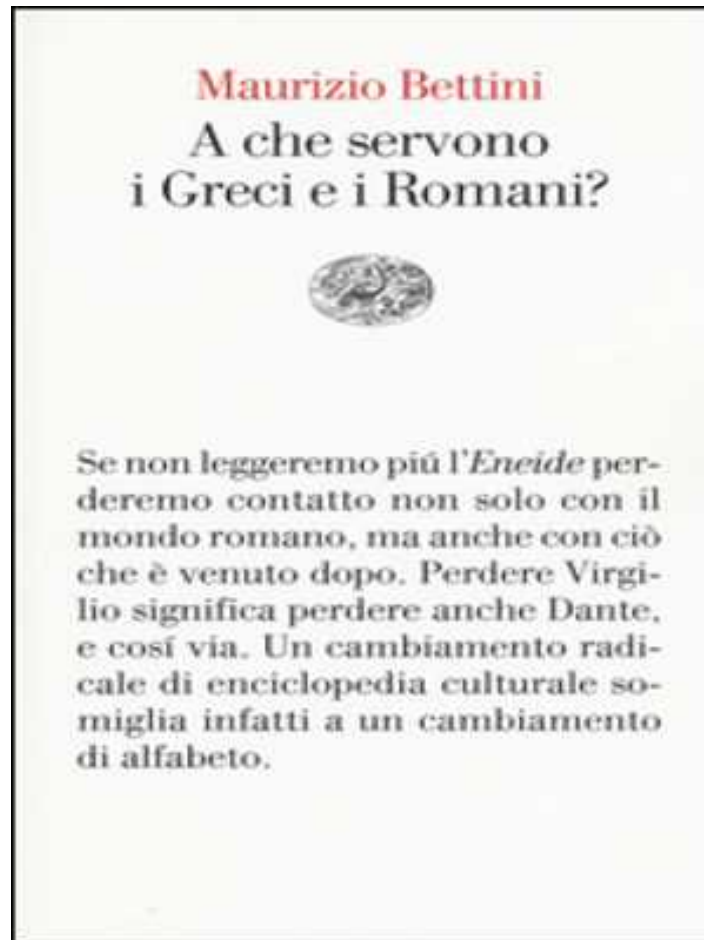 Maurizio Bettini
A che servono
i Greci e i Romani?
Se non leggeremo piú l'Eneide per-
deremo contatto non solo con il
mondo romano, ma anche con ciò
che è venuto dopo. Perdere Virgi-
lio significa perdere anche Dante,
e cosí via. Un cambiamento radi-
cale di enciclopedia culturale so-
miglia infatti a un cambiamento
di alfabeto.